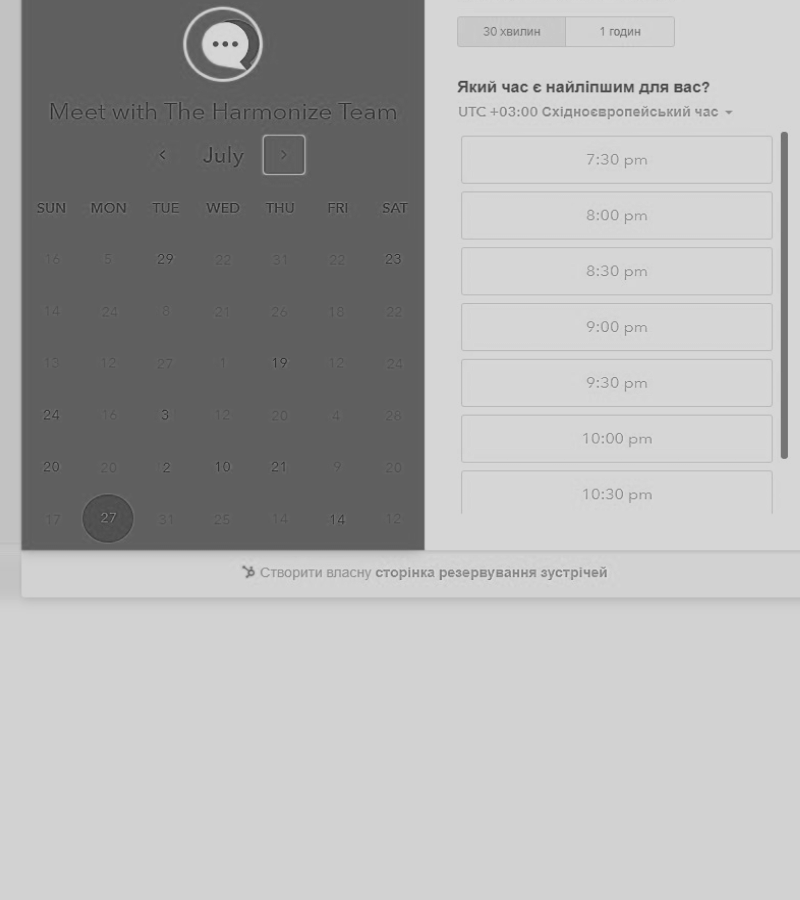 30 хвилин 1 годин
Який час є найліпшим для вас?
UTC +03:00 Східноєвропейський час
Meet with The Harmonize Team
July
SUN MON TUE WED THU FRI SAT
16 5 29 22 31 22 23
14 24 8 21 26 18 22
13 12 27 1 19 12 24
24 16 3 12 20 4 28
20 20 2 10 21 9 20
17 27 31 25 14 14 12
7:30 pm
8:00 pm
8:30 pm
9:00 pm
9:30 pm
10:00 pm
10:30 pm
Створити власну сторінка резервування зустрічей